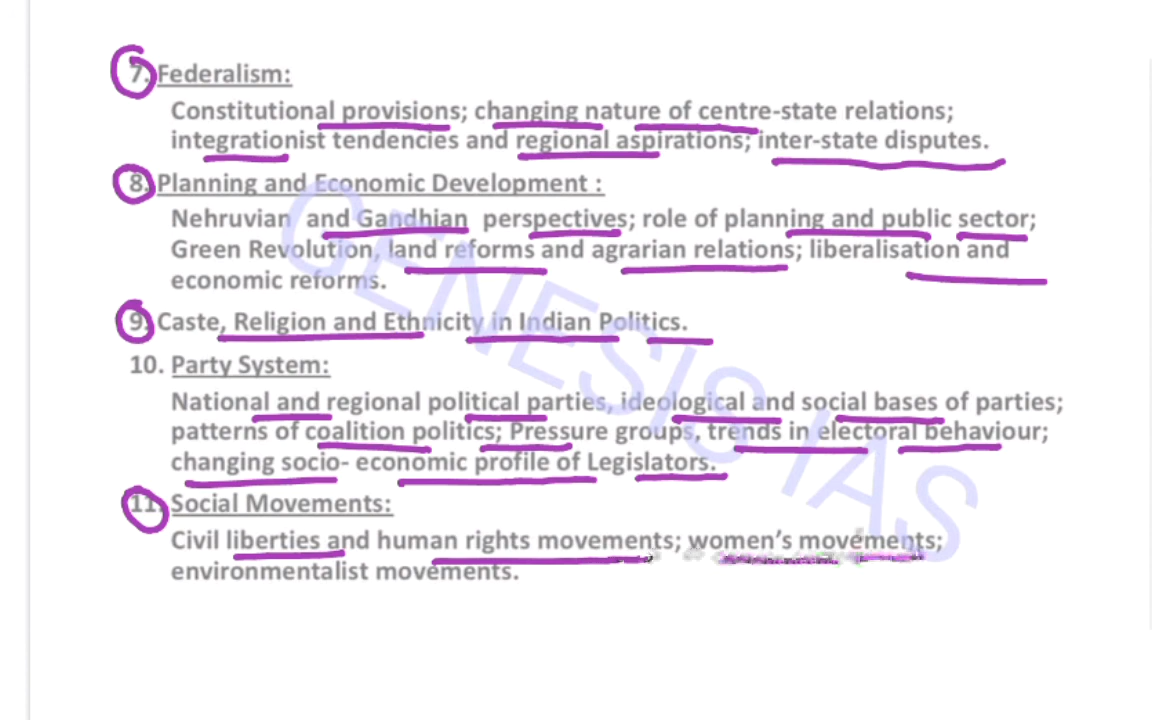 7. Federalism:
Constitutional provisions; changing nature of centre-state relations;
integrationist tendencies and regional aspirations; inter-state disputes.
8. Planning and Economic Development :
Nehruvian and Gandhian perspectives; role of planning and public sector;
Green Revolution, land reforms and agrarian relations; liberalisation and
economic reforms.
9. Caste, Religion and Ethnicity in Indian Politics.
10. Party System:
National and regional political parties, ideological and social bases of parties;
patterns of coalition politics; Pressure groups, trends in electoral behaviour;
changing socio- economic profile of Legislators.
11. Social Movements:
Civil liberties and human rights movements; women's movements;
environmentalist movements.
GENESIS IAS